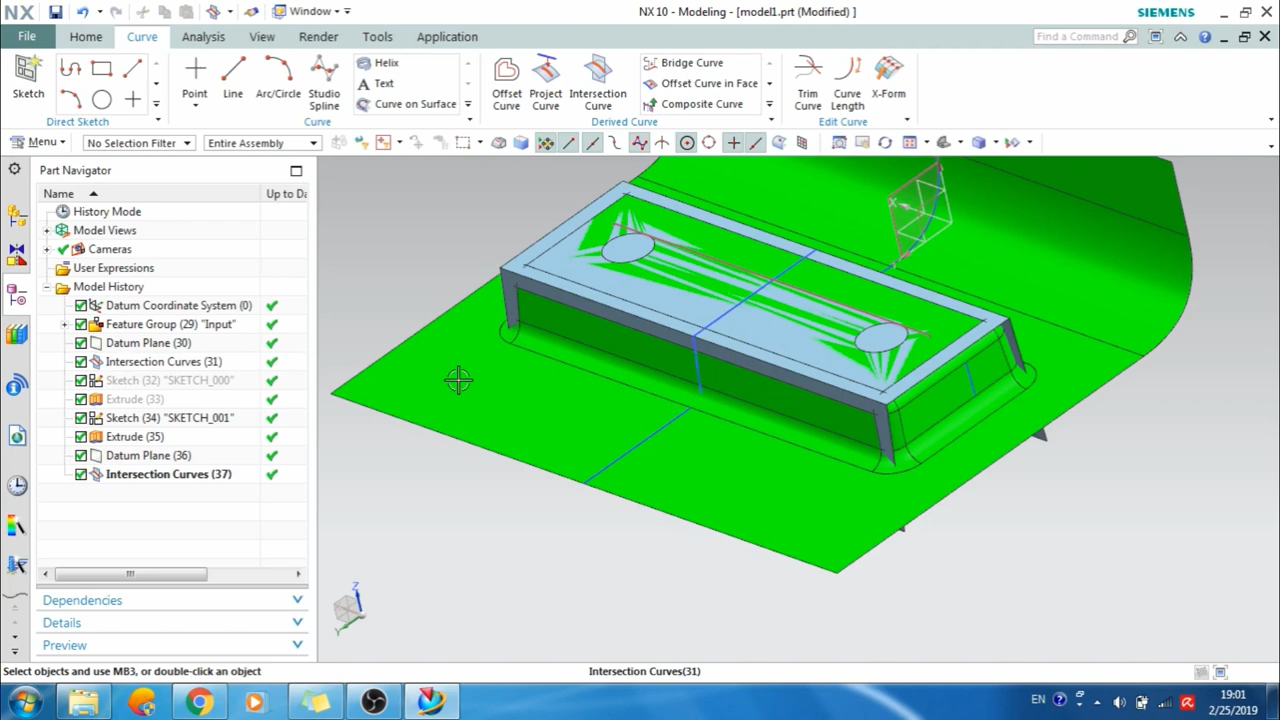 NX
Window
NX 10 - Modeling - [model1.prt (Modified) ]
SIEMENS
File
Home
Curve
Analysis
View
Render
Tools
Application
Find a Command
Sketch
Direct Sketch
Point
Line
Arc/Circle
Studio
Spline
Helix
Text
Curve on Surface
Curve
Offset
Curve
Project
Curve
Intersection
Curve
Bridge Curve
Offset Curve in Face
Composite Curve
Derived Curve
Trim
Curve
Curve
Length
X-Form
Edit Curve
Menu
No Selection Filter
Entire Assembly
Part Navigator
Name
Up to Da
History Mode
Model Views
Cameras
User Expressions
Model History
Datum Coordinate System (0)
Feature Group (29) "Input"
Datum Plane (30)
Intersection Curves (31)
Sketch (32) "SKETCH_000"
Extrude (33)
Sketch (34) "SKETCH_001"
Extrude (35)
Datum Plane (36)
Intersection Curves (37)
Dependencies
Details
Preview
Z
Y
Select objects and use MB3, or double-click an object
Intersection Curves(31)
EN
19:01
2/25/2019